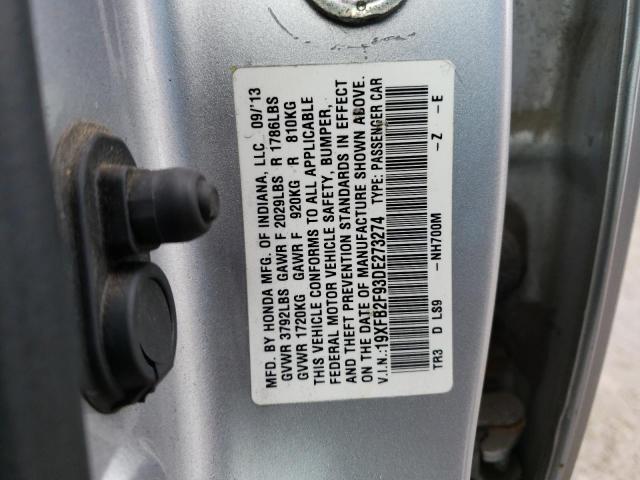 MFD. BY HONDA MFG. OF INDIANA, LLC 09/'13
GVWR 3792LBS GAWR F 2029LBS R 1786LBS
GVWR 1720KG GAWR F 920KG R 810KG
THIS VEHICLE CONFORMS TO ALL APPLICABLE
FEDERAL MOTOR VEHICLE SAFETY, BUMPER,
AND THEFT PREVENTION STANDARDS IN EFFECT
ON THE DATE OF MANUFACTURE SHOWN ABOVE.
V.I.N.:19XFB2F93DE273274 TYPE: PASSENGER CAR
TR3 D LS9 -NH700M -Z -E